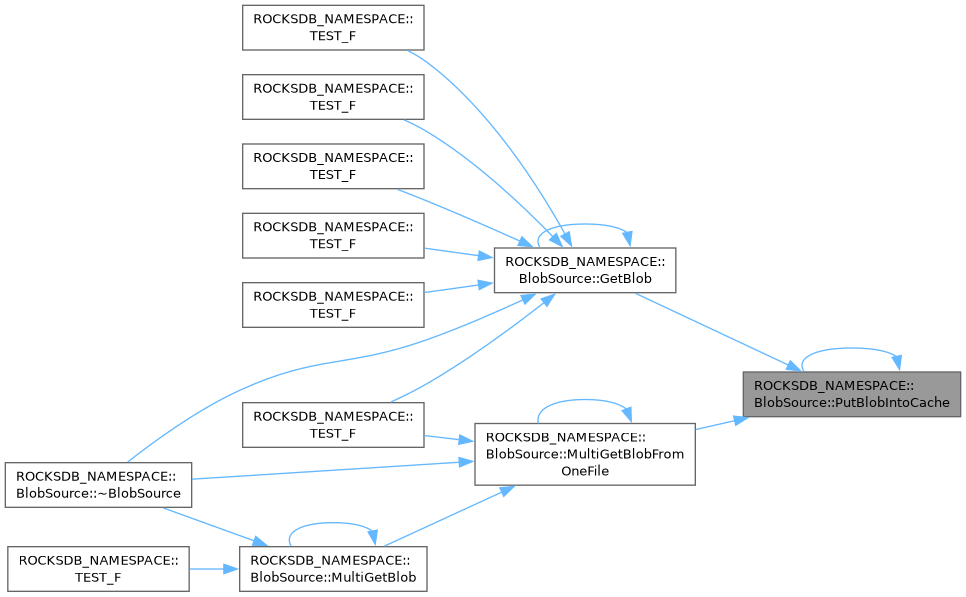 ROCKSDB_NAMESPACE::
TEST_F
ROCKSDB_NAMESPACE::
TEST_F
ROCKSDB_NAMESPACE::
TEST_F
ROCKSDB_NAMESPACE::
TEST_F
ROCKSDB_NAMESPACE::
BlobSource::GetBlob
ROCKSDB_NAMESPACE::
TEST_F
ROCKSDB_NAMESPACE::
BlobSource::PutBlobIntoCache
ROCKSDB_NAMESPACE::
TEST_F
ROCKSDB_NAMESPACE::
BlobSource::MultiGetBlobFrom
OneFile
ROCKSDB_NAMESPACE::
BlobSource::~BlobSource
ROCKSDB_NAMESPACE::
TEST_F
ROCKSDB_NAMESPACE::
BlobSource::MultiGetBlob